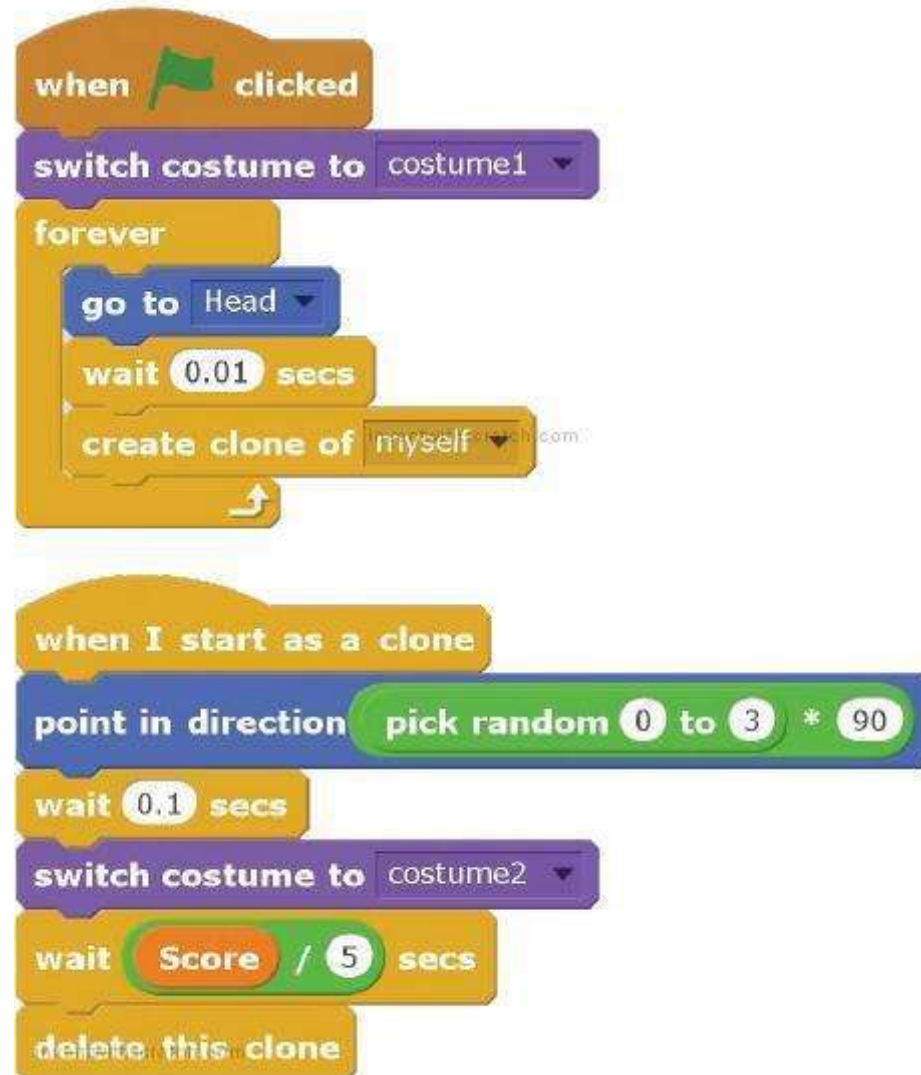 when clicked
switch costume to costume1
forever
go to Head
wait 0.01 secs
create clone of myself
when I start as a clone
point in direction pick random 0 to 3 * 90
wait 0.1 secs
switch costume to costume2
wait Score / 5 secs
delete this clone